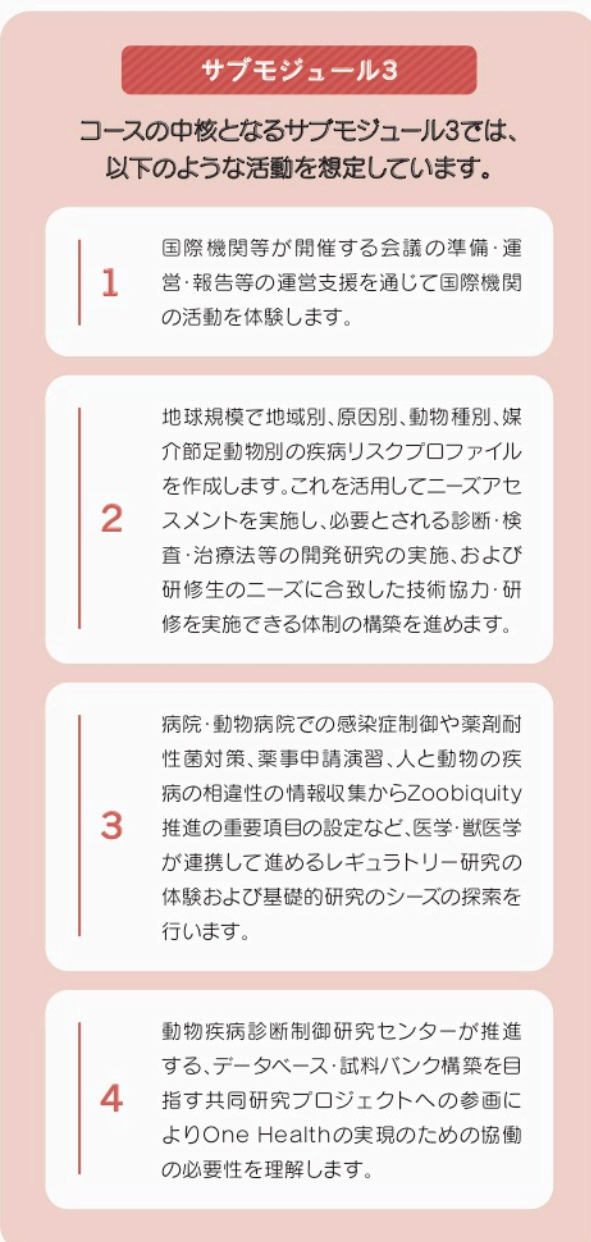 サブモジュール3
コースの中核となるサブモジュール3では、
以下のような活動を想定しています。
1
国際機関等が開催する会議の準備・運
営・報告等の運営支援を通じて国際機関
の活動を体験します。
2
地球規模で地域別、原因別、動物種別、媒
介節足動物別の疾病リスクプロファイル
を作成します。これを活用してニーズアセ
スメントを実施し、必要とされる診断・検
査・治療法等の開発研究の実施、および
研修生のニーズに合致した技術協力・研
修を実施できる体制の構築を進めます。
3
病院・動物病院での感染症制御や薬剤耐
性菌対策、薬事申請演習、人と動物の疾
病の相違性の情報収集からZoobiquity
推進の重要項目の設定など、医学・獣医学
が連携して進めるレギュラトリー研究の
体験および基礎的研究のシーズの探索を
行います。
4
動物疾病診断制御研究センターが推進
する、データベース・試料バンク構築を目
指す共同研究プロジェクトへの参画に
よりOne Healthの実現のための協働
の必要性を理解します。